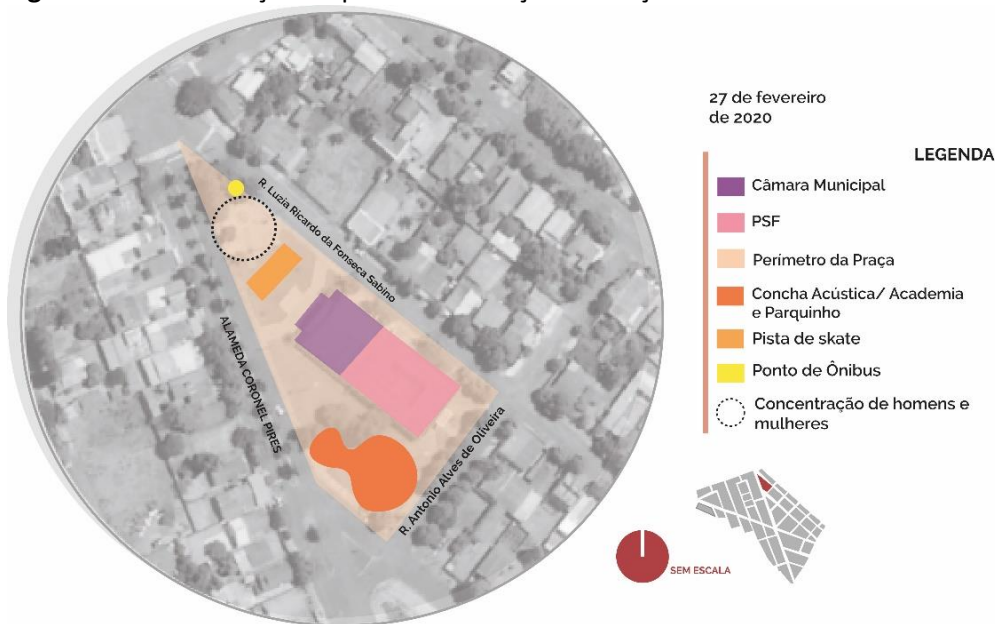 27 de fevereiro
de 2020
LEGENDA
Câmara Municipal
PSF
Perímetro da Praça
Concha Acústica/ Academia
e Parquinho
Pista de skate
Ponto de Ônibus
Concentração de homens e
mulheres
R. Luzia Ricardo da Fonseca Sabino
ALAMEDA CORONEL PIRES
R. Antonio Alves de Oliveira
SEM ESCALA